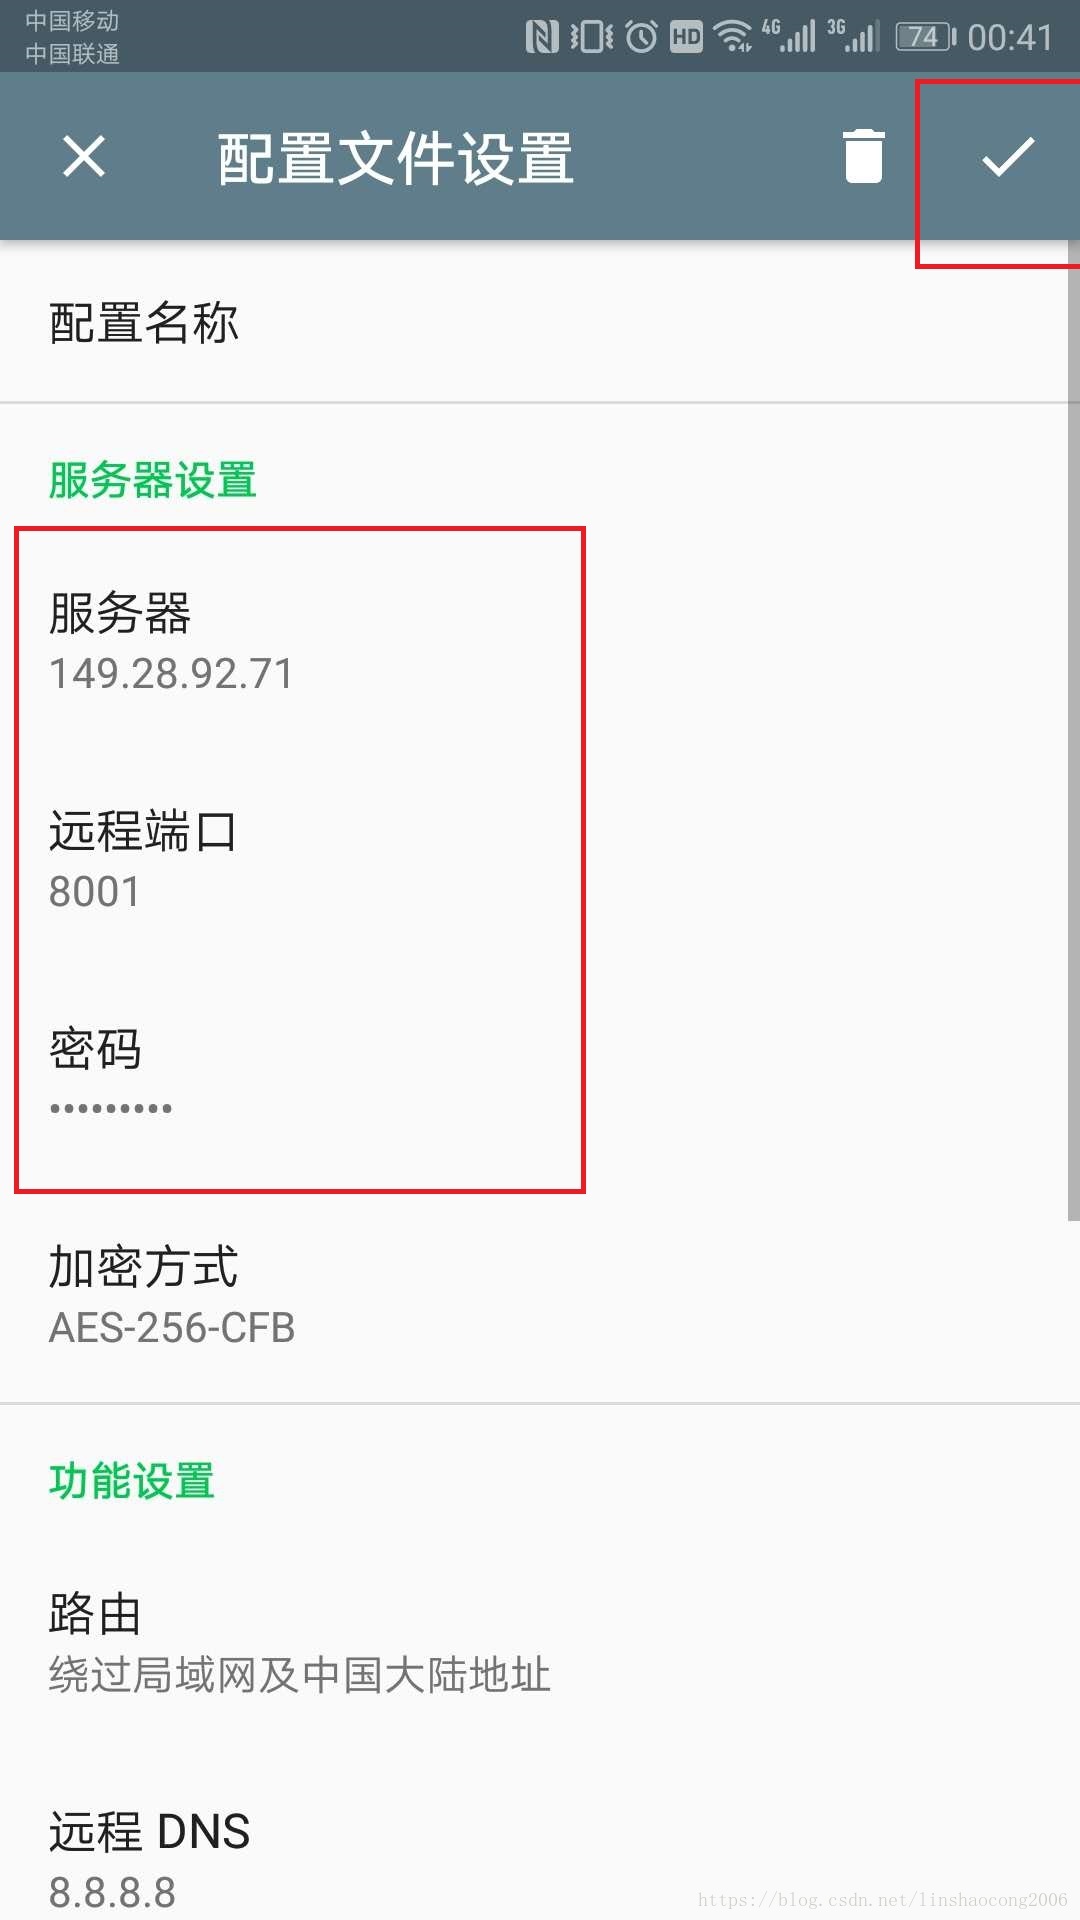 中国移动
中国联通
HD 4G 3G 74 00:41
配置文件设置
配置名称
服务器设置
服务器
149.28.92.71
远程端口
8001
密码
•••••••••
加密方式
AES-256-CFB
功能设置
路由
绕过局域网及中国大陆地址
远程 DNS
8.8.8.8
https://blog.csdn.net/linshaocong2006